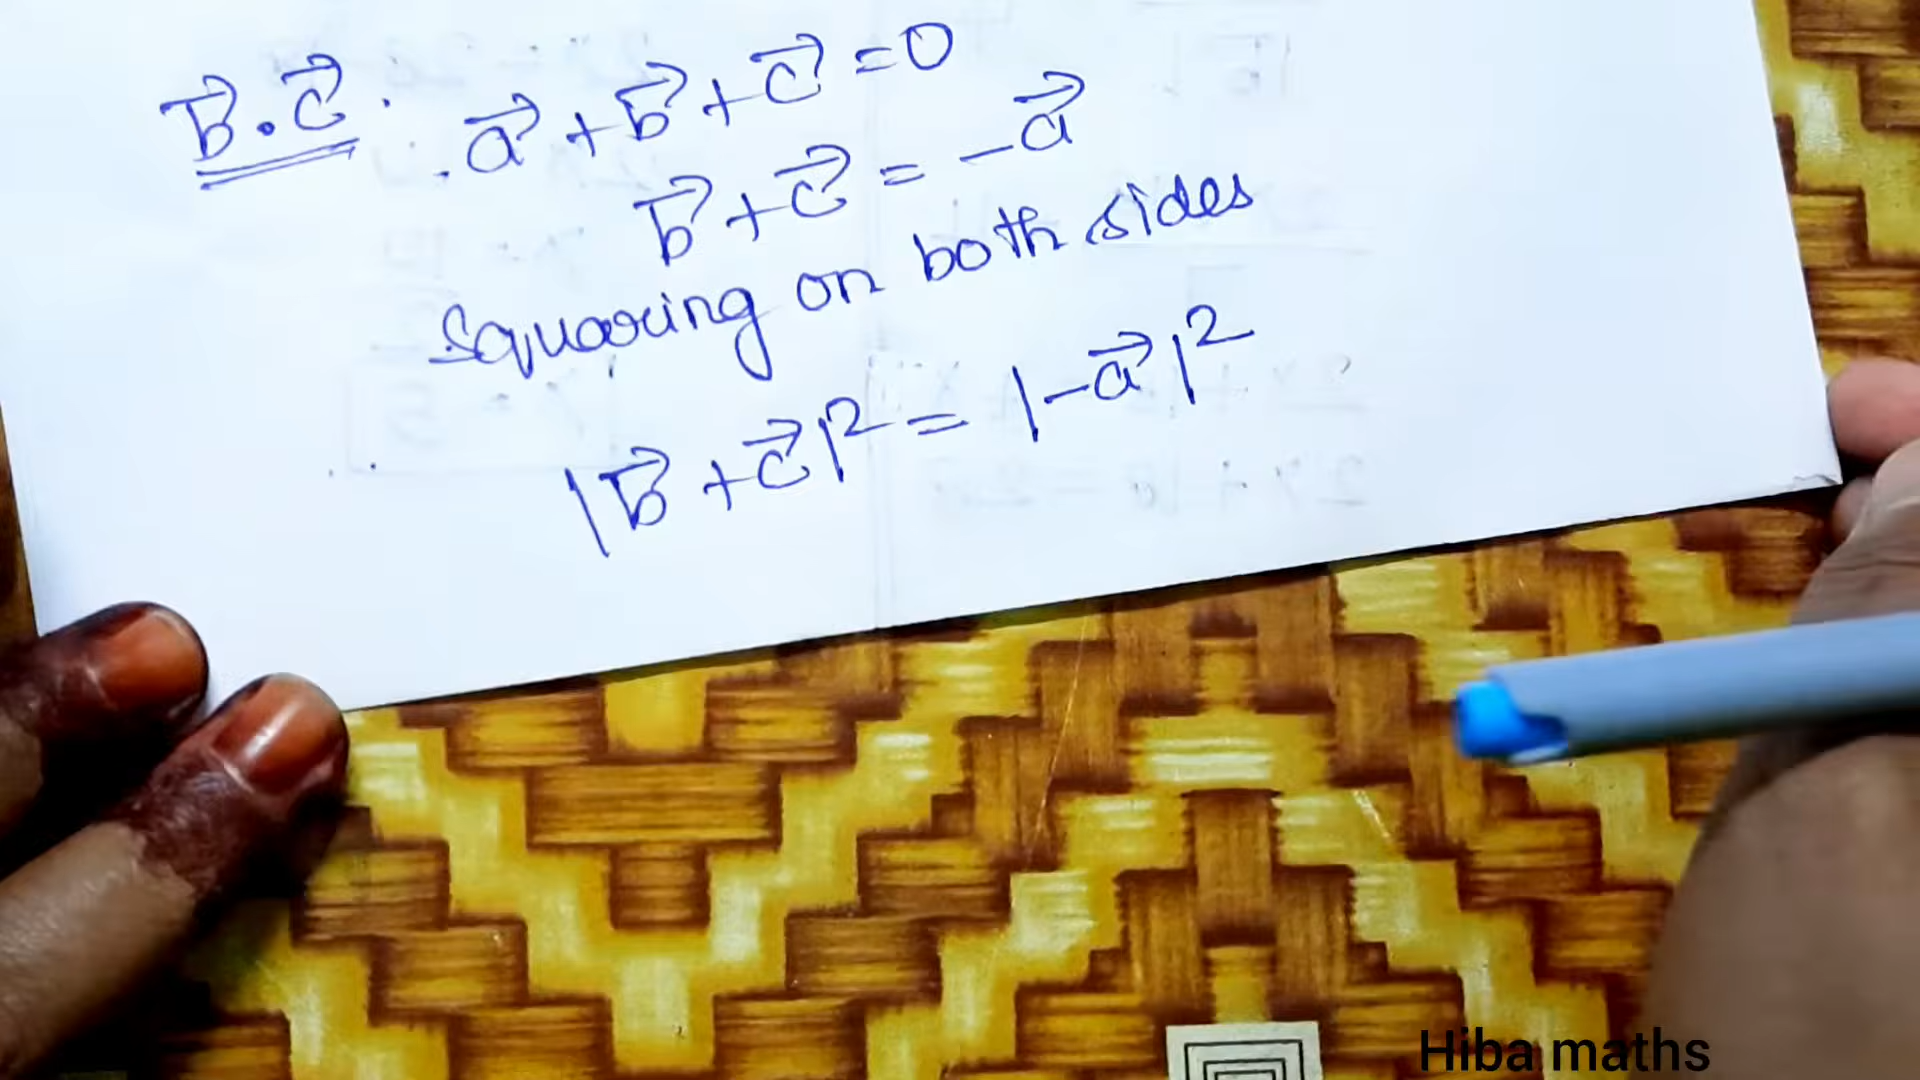 b⃗ . c⃗ . a⃗ + b⃗ + c⃗ = 0
b⃗ + c⃗ = -a⃗
Squaring on both sides
|b⃗ + c⃗|² = |-a⃗|²
Hiba maths